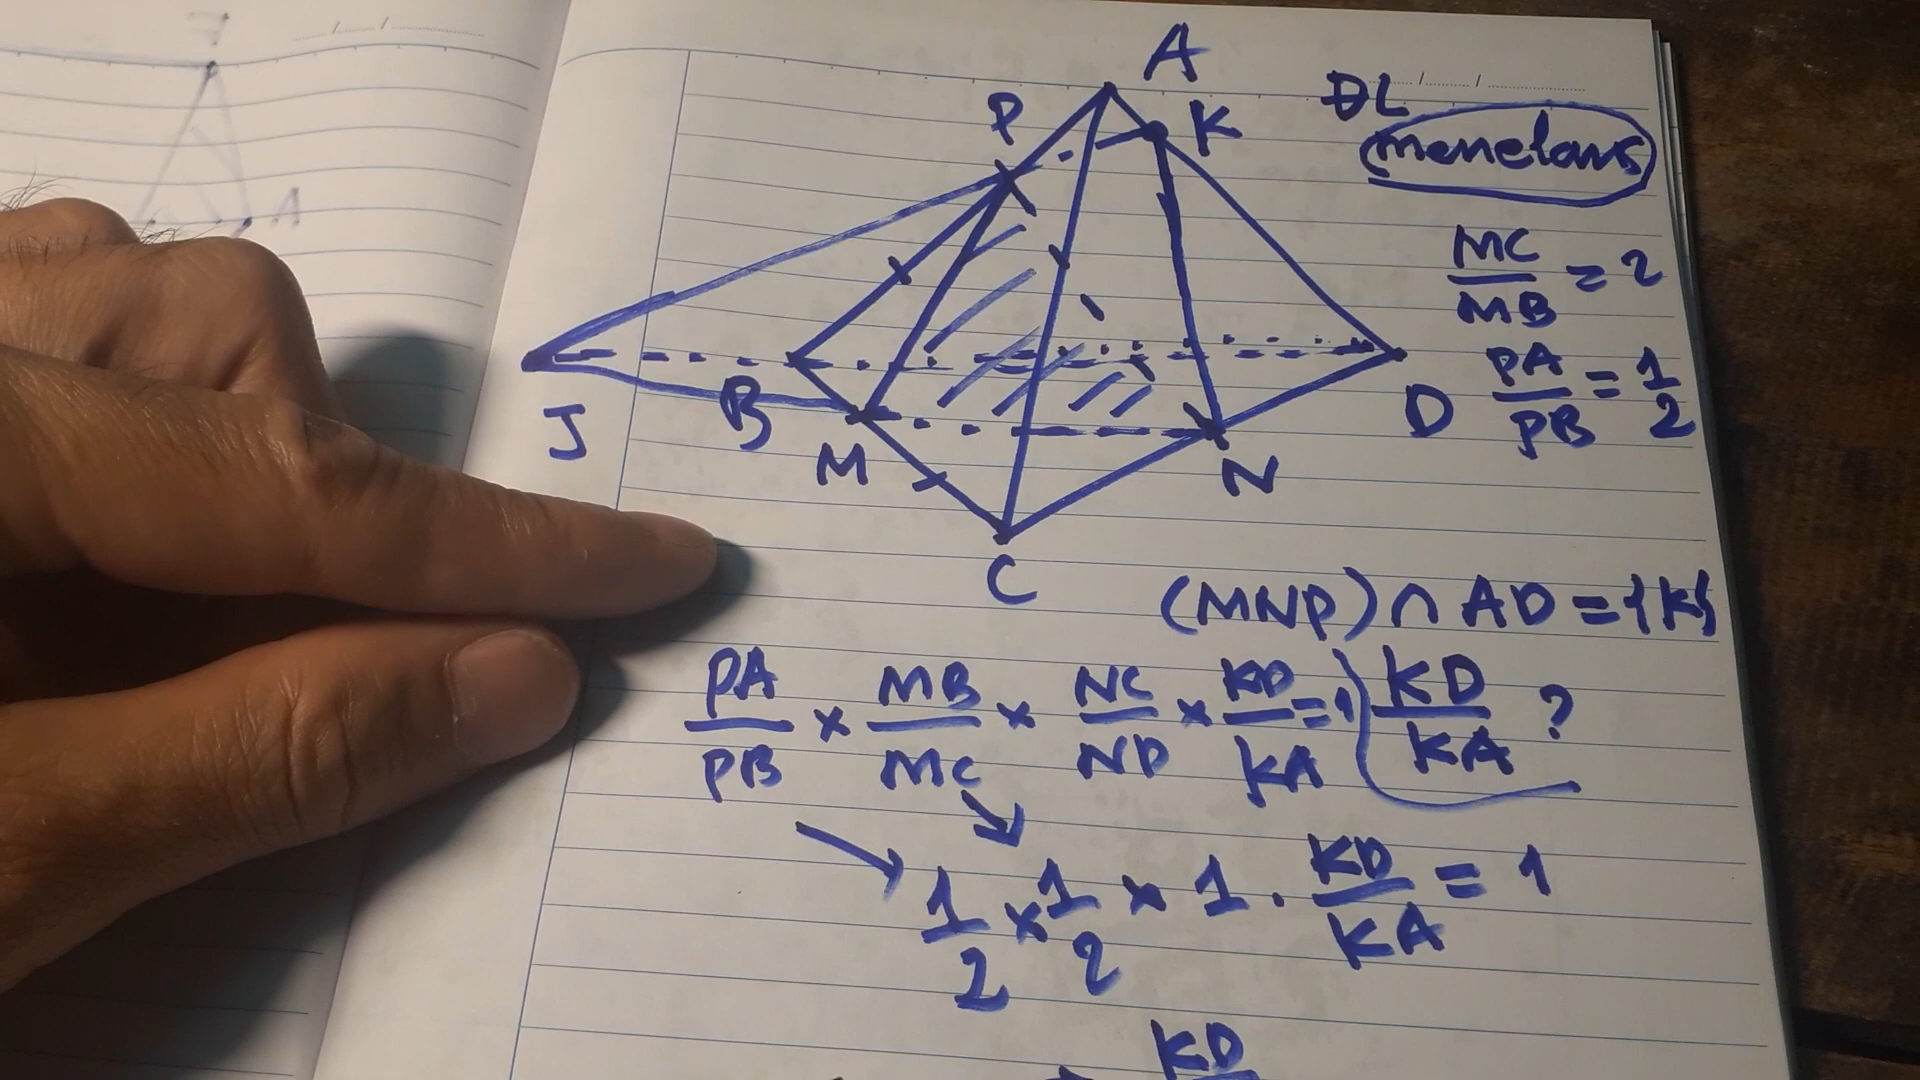 A
P
K
ĐL
menelaus
MC/MB = 2
PA/PB = 1/2
J
B
M
D
N
C
(MNP) ∩ AD = {K}
PA/PB × MB/MC × NC/ND × KD/KA = 1
KD/KA ?
1/2 × 1/2 × 1 . KD/KA = 1
KD
A